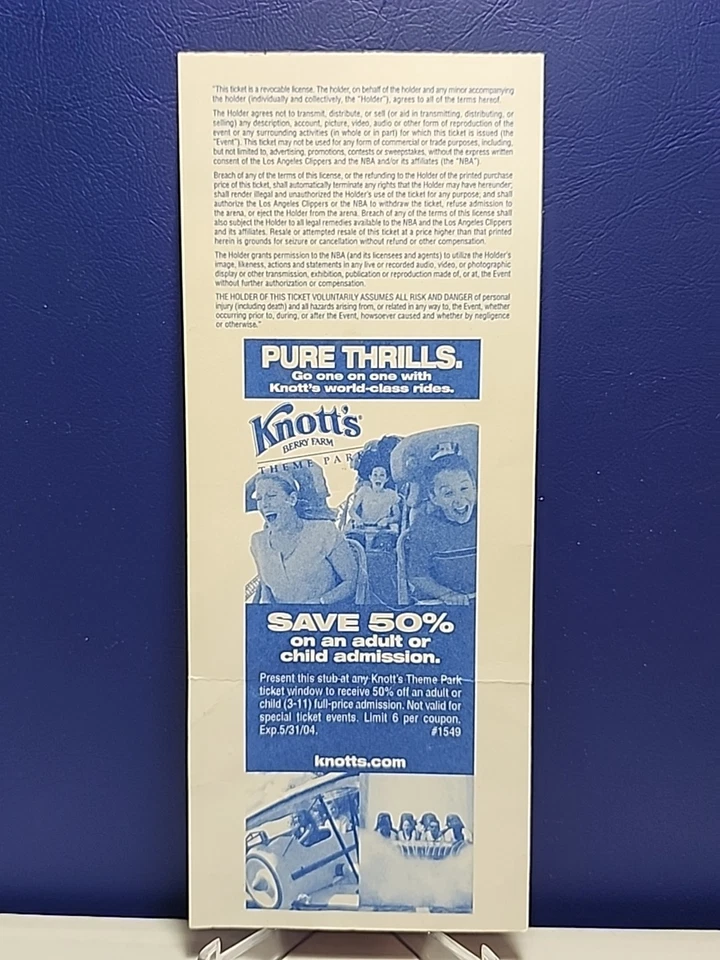 "This ticket is a revocable license. The holder, on behalf of the holder and any minor accompanying
the holder (individually and collectively, the "Holder"), agrees to all of the terms hereof.
The Holder agrees not to transmit, distribute, or sell (or aid in transmitting, distributing, or
selling) any description, account, picture, video, audio or other form of reproduction of the
event or any surrounding activities (in whole or in part) for which this ticket is issued (the
"Event"). This ticket may not be used for any form of commercial or trade purposes, including,
but not limited to, advertising, promotions, contests or sweepstakes, without the express written
consent of the Los Angeles Clippers and the NBA and/or its affiliates (the "NBA")
Breach of any of the terms of this license, or the refunding to the Holder of the printed purchase
price of this ticket, shall automatically terminate any rights that the Holder may have hereunder;
shall render illegal and unauthorized the Holder's use of the ticket for any purpose; and shall
authorize the Los Angeles Clippers or the NBA to withdraw the ticket, refuse admission to
the arena, or eject the Holder from the arena. Breach of any of the terms of this license shall
also subject the Holder to all legal remedies available to the NBA and the Los Angeles Clippers
and its affiliates. Resale or attempted resale of this ticket at a price higher than that printed
herein is grounds for seizure or cancellation without refund or other compensation.
The Holder grants permission to the NBA (and its licensees and agents) to utilize the Holder's
image, likeness, actions and statements in any live or recorded audio, video, or photographic
display or other transmission, exhibition, publication or reproduction made of, or at, the Event
without further authorization or compensation.
THE HOLDER OF THIS TICKET VOLUNTARILY ASSUMES ALL RISK AND DANGER of personal
injury (including death) and all hazards arising from, or related in any way to, the Event, whether
occurring prior to, during, or after the Event, howsoever caused and whether by negligence
or otherwise."
PURE THRILLS.
Go one on one with
Knott's world-class rides.
Knott's
BERRY FARM
THEME PARK
SAVE 50%
on an adult or
child admission.
Present this stub at any Knott's Theme Park
ticket window to receive 50% off an adult or
child (3-11) full-price admission. Not valid for
special ticket events. Limit 6 per coupon.
Exp.5/31/04. #1549
knotts.com